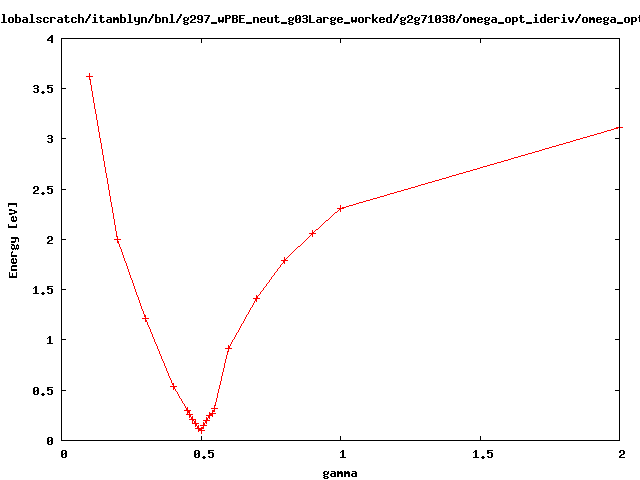 lobalscratch/itamblyn/bnl/g297_wPBE_neut_g03Large_worked/g2g71038/omega_opt_ideriv/omega_opt
4
3.5
3
2.5
2
1.5
1
0.5
0
Energy [eV]
0 0.5 1 1.5 2
gamma